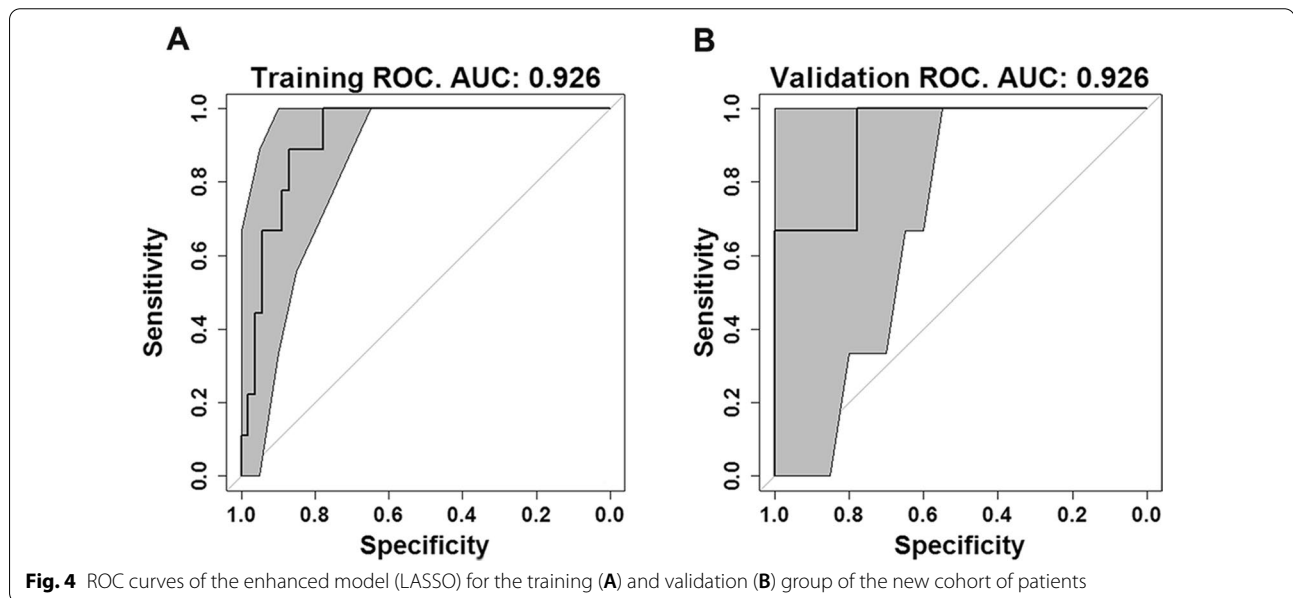 A
Training ROC. AUC: 0.926
Sensitivity
1.0
0.8
0.6
0.4
0.2
0.0
1.0 0.8 0.6 0.4 0.2 0.0
Specificity
B
Validation ROC. AUC: 0.926
Sensitivity
1.0
0.8
0.6
0.4
0.2
0.0
1.0 0.8 0.6 0.4 0.2 0.0
Specificity
Fig. 4 ROC curves of the enhanced model (LASSO) for the training (A) and validation (B) group of the new cohort of patients